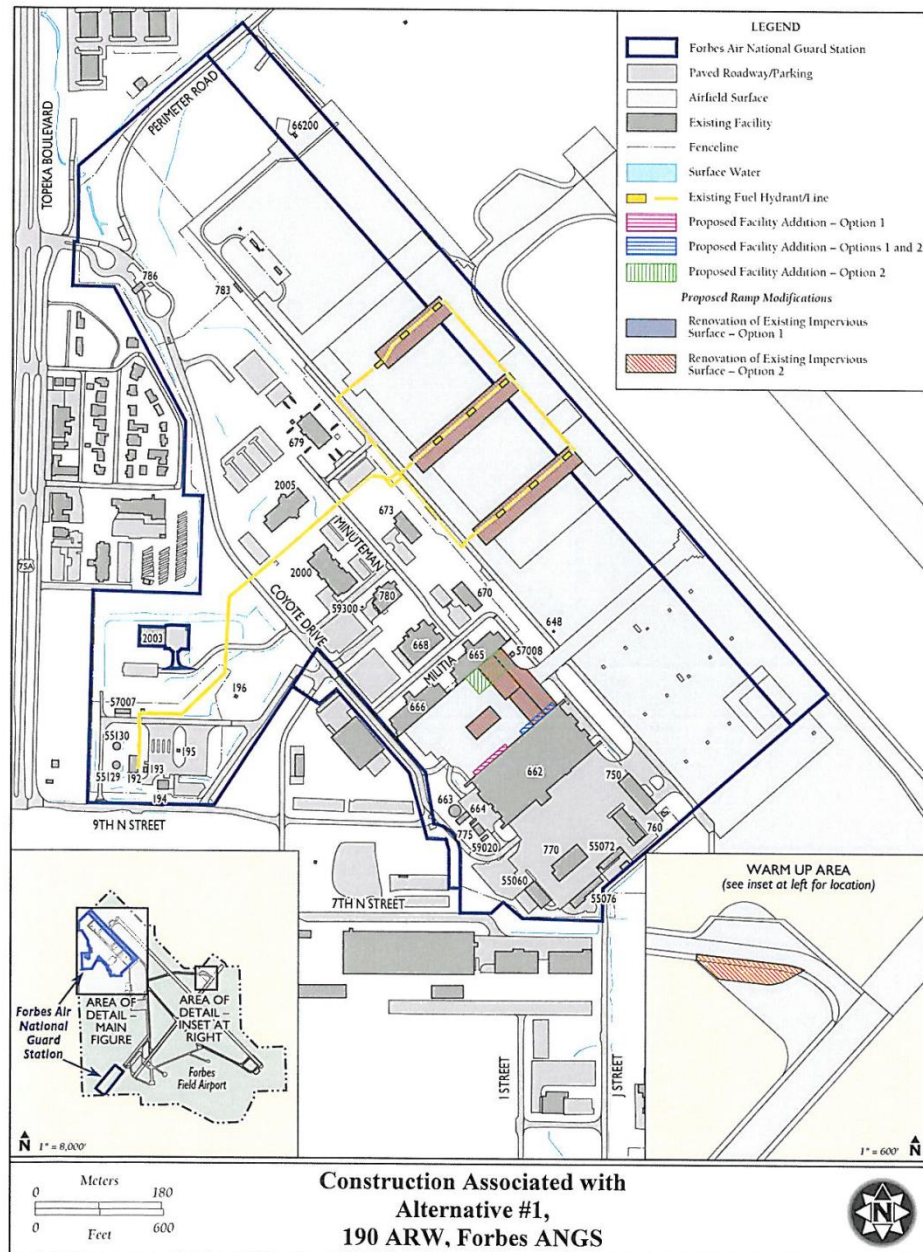 LEGEND
Forbes Air National Guard Station
Paved Roadway/Parking
Airfield Surface
Existing Facility
Fenceline
Surface Water
Existing Fuel Hydrant/Line
Proposed Facility Addition – Option 1
Proposed Facility Addition – Options 1 and 2
Proposed Facility Addition – Option 2
Proposed Ramp Modifications
Renovation of Existing Impervious
Surface – Option 1
Renovation of Existing Impervious
Surface – Option 2
TOPEKA BOULEVARD
PERIMETER ROAD
66200
786
783
679
2005
MINUTEMAN
673
75A
2000
COYOTE DRIVE
59300
780
670
648
2003
668
MILITIA
665
57008
196
666
57007
55130
195
55129
193
192
194
662
750
663
664
775
59020
760
9TH N STREET
770
55072
55060
55076
7TH N STREET
I STREET
J STREET
Forbes Air
National
Guard
Station
AREA OF
DETAIL –
MAIN
FIGURE
AREA OF
DETAIL –
INSET AT
RIGHT
Forbes
Field Airport
N 1" = 8,000'
WARM UP AREA
(see inset at left for location)
1" = 600' N
Meters
0 180
0 600
Feet
Construction Associated with
Alternative #1,
190 ARW, Forbes ANGS
N